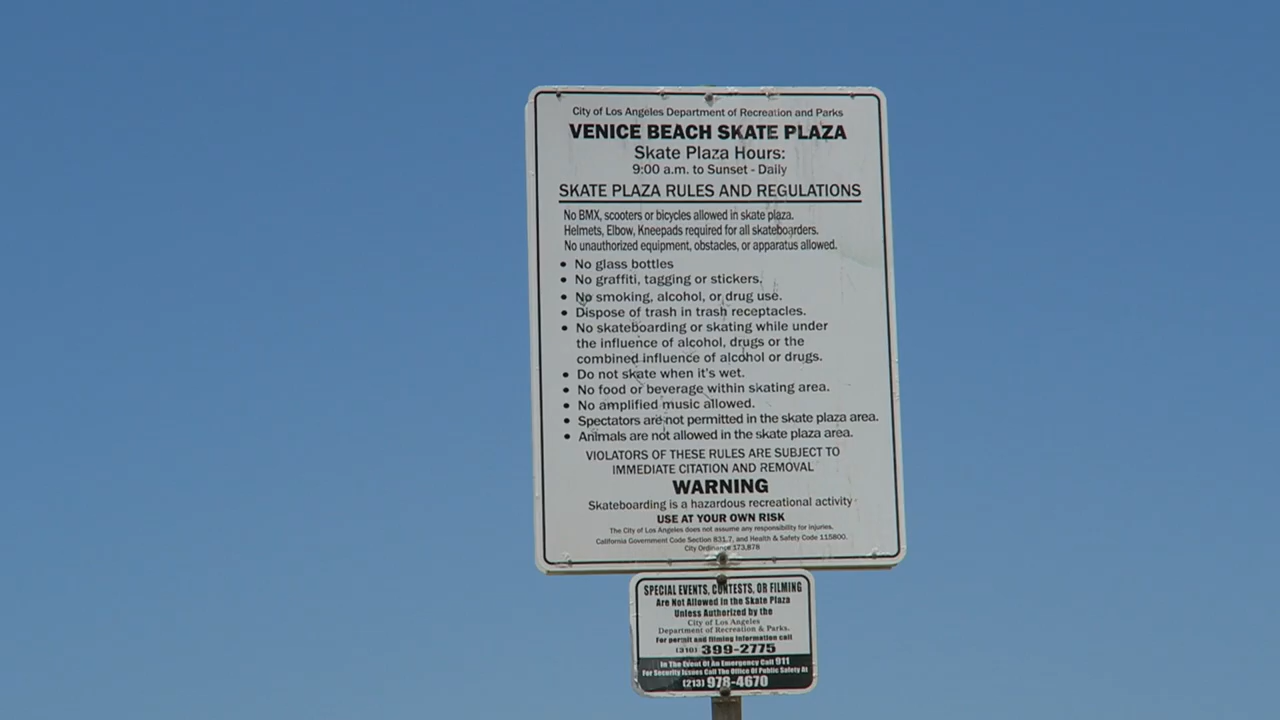 City of Los Angeles Department of Recreation and Parks
VENICE BEACH SKATE PLAZA
Skate Plaza Hours:
9:00 a.m. to Sunset - Daily
SKATE PLAZA RULES AND REGULATIONS
No BMX, scooters or bicycles allowed in skate plaza.
Helmets, Elbow, Kneepads required for all skateboarders.
No unauthorized equipment, obstacles, or apparatus allowed.
• No glass bottles
• No graffiti, tagging or stickers.
• No smoking, alcohol, or drug use.
• Dispose of trash in trash receptacles.
• No skateboarding or skating while under
the influence of alcohol, drugs or the
combined influence of alcohol or drugs.
• Do not skate when it's wet.
• No food or beverage within skating area.
• No amplified music allowed.
• Spectators are not permitted in the skate plaza area.
• Animals are not allowed in the skate plaza area.
VIOLATORS OF THESE RULES ARE SUBJECT TO
IMMEDIATE CITATION AND REMOVAL
WARNING
Skateboarding is a hazardous recreational activity
USE AT YOUR OWN RISK
The City of Los Angeles does not assume any responsibility for injuries.
California Government Code Section 831.7, and Health & Safety Code 115800.
City Ordinance 173,878
SPECIAL EVENTS, CONTESTS, OR FILMING
Are Not Allowed in the Skate Plaza
Unless Authorized by the
City of Los Angeles
Department of Recreation & Parks.
For permit and filming information call
(310) 399-2775
In The Event Of An Emergency Call 911
For Security Issues Call The Office Of Public Safety At
(213) 978-4670